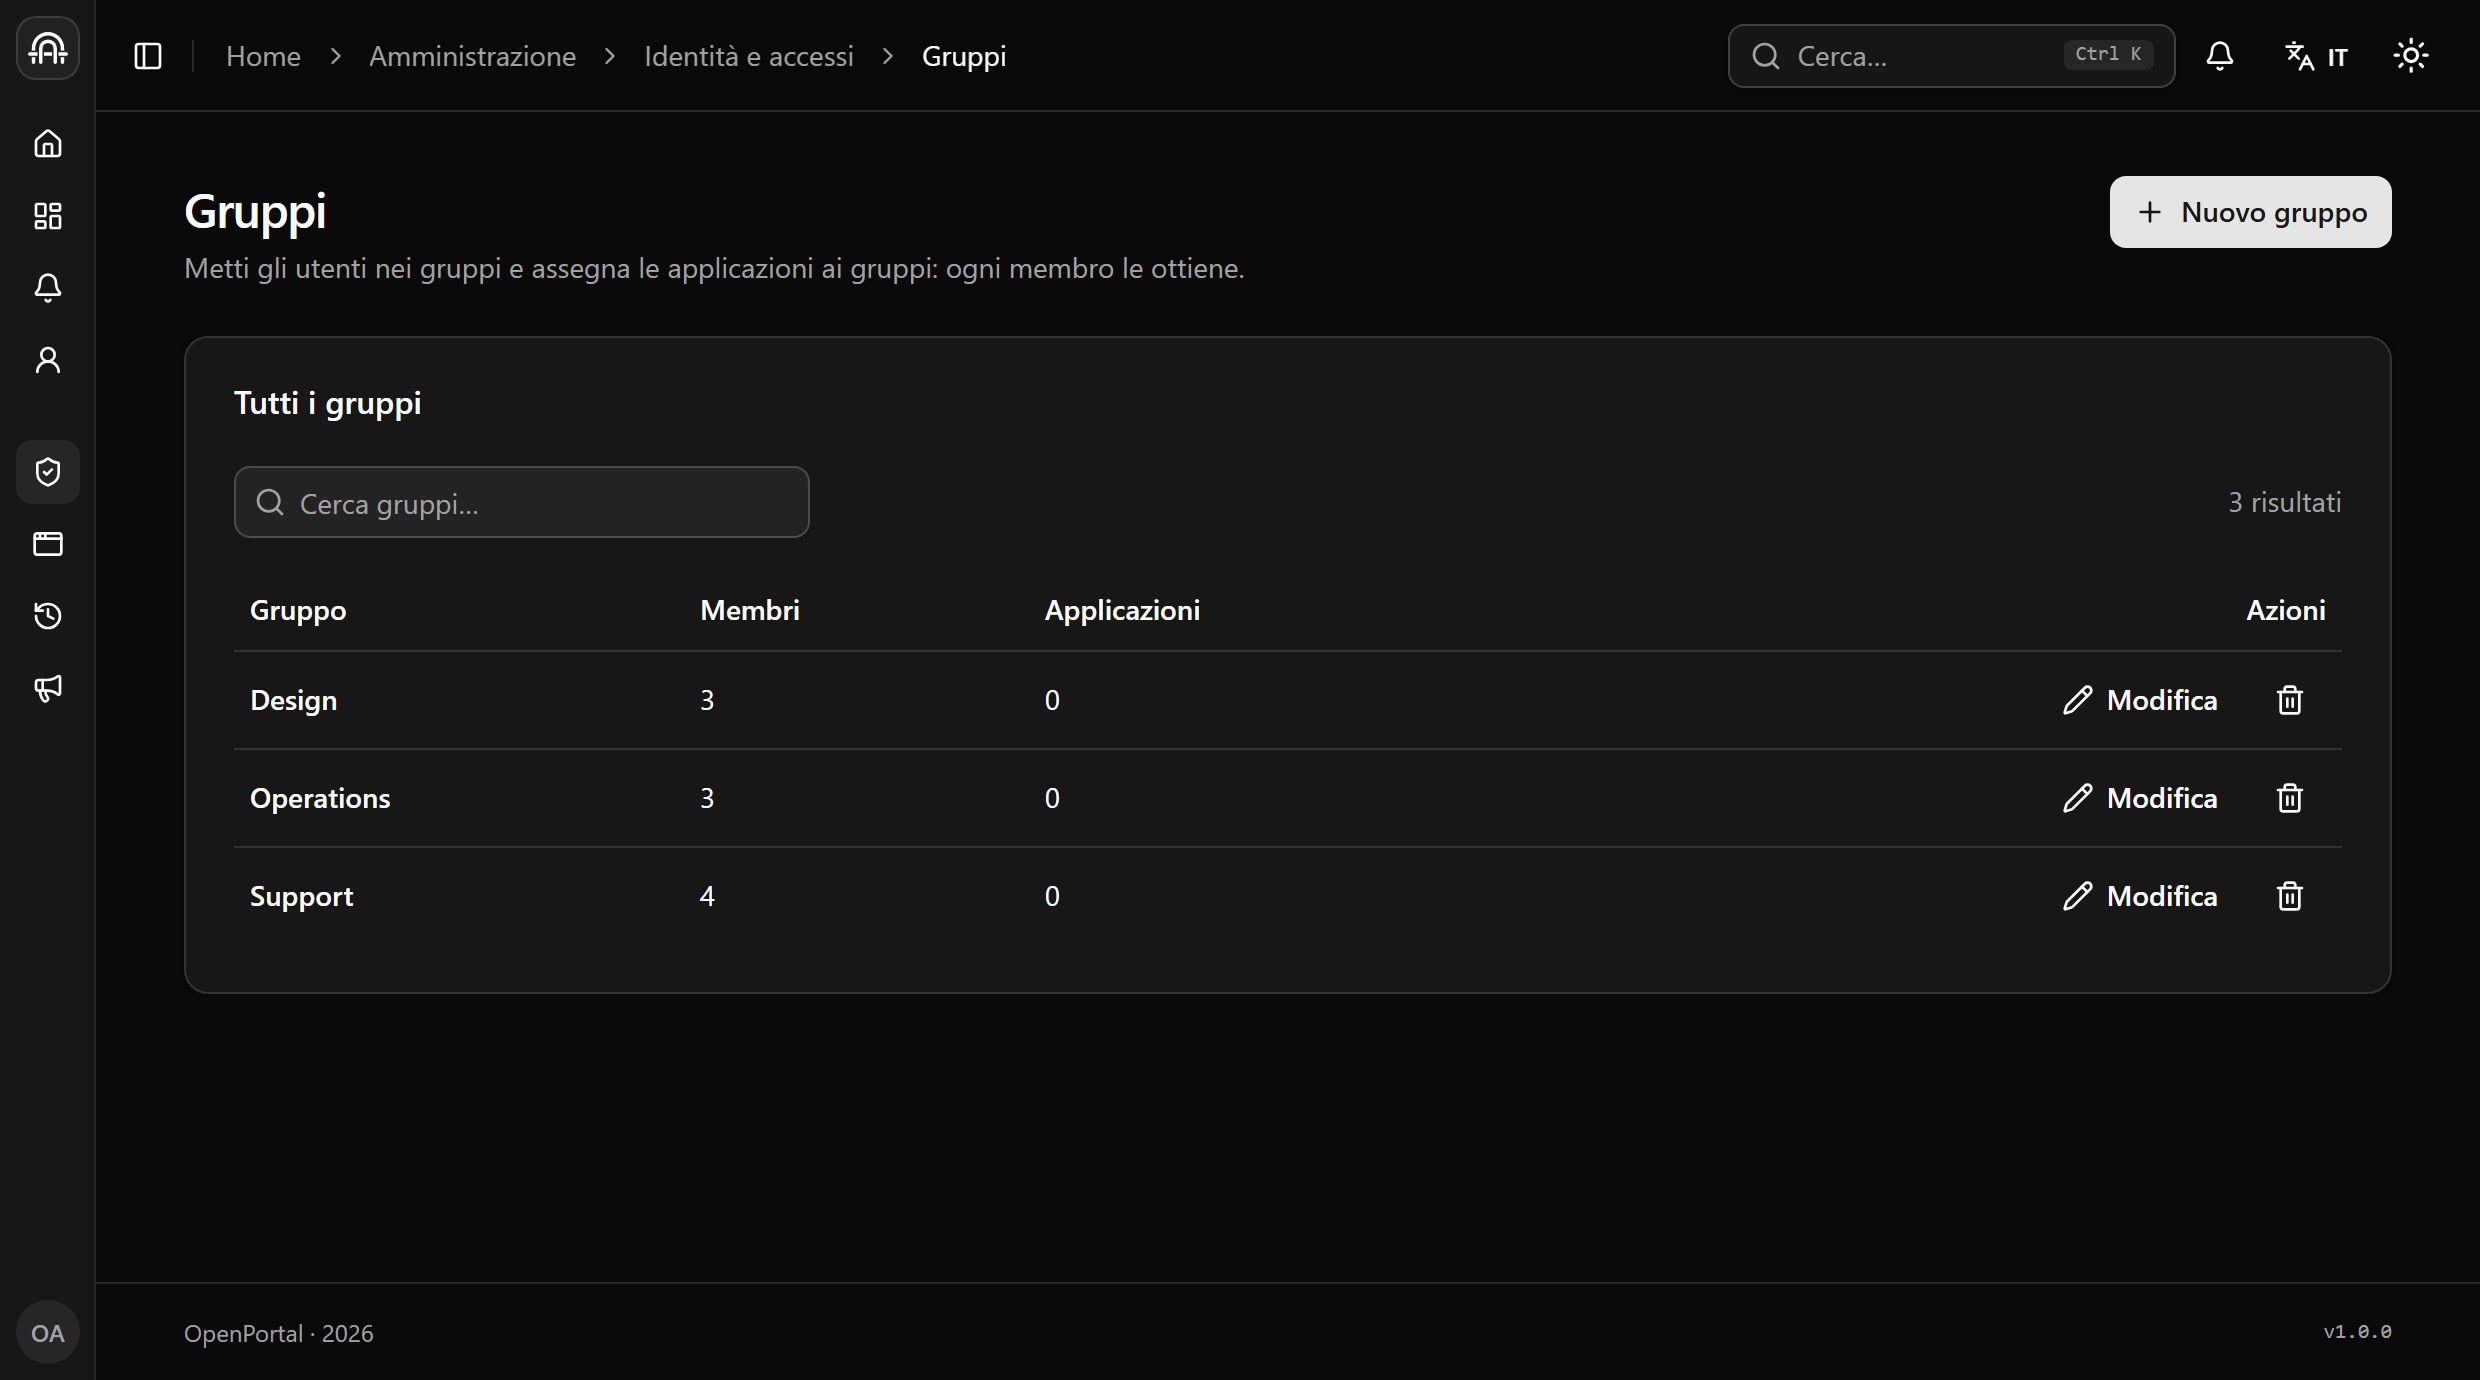 Home > Amministrazione > Identità e accessi > Gruppi
Cerca... Ctrl K
IT
Gruppi
Nuovo gruppo
Metti gli utenti nei gruppi e assegna le applicazioni ai gruppi: ogni membro le ottiene.
Tutti i gruppi
Cerca gruppi...
3 risultati
Gruppo Membri Applicazioni Azioni
Design 3 0 Modifica
Operations 3 0 Modifica
Support 4 0 Modifica
OA
OpenPortal · 2026
v1.0.0